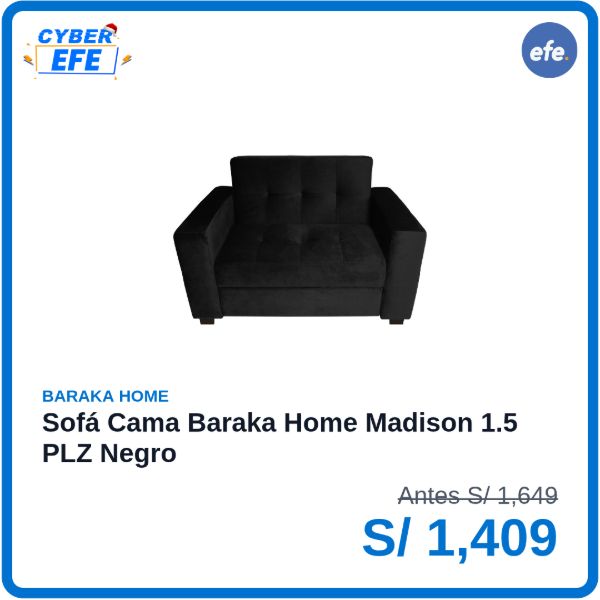 CYBER
EFE
efe.
BARAKA HOME
Sofá Cama Baraka Home Madison 1.5
PLZ Negro
Antes S/ 1,649
S/ 1,409